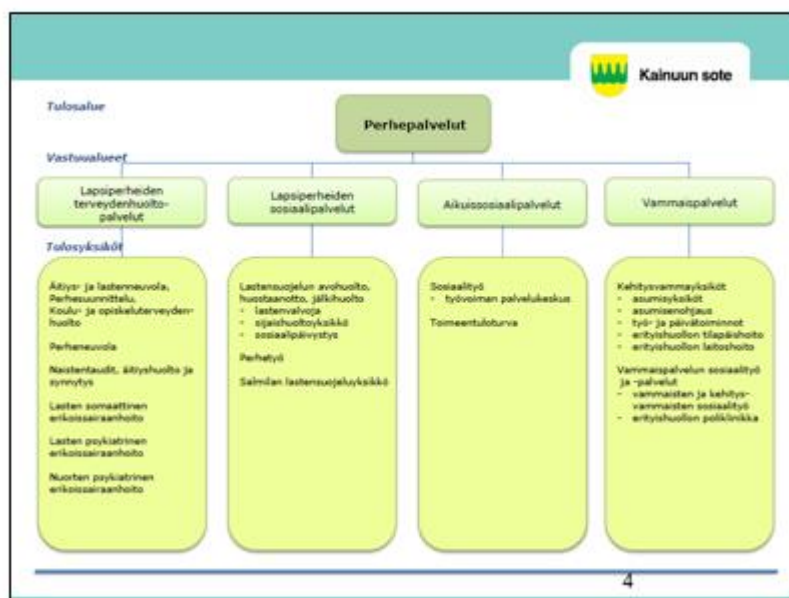 Kainuun sote
Tulosalue
Perhepalvelut
Vastuualueet
Lapsiperheiden
terveydenhuolto-
palvelut
Lapsiperheiden
sosiaalipalvelut
Aikuissosiaalipalvelut
Vammaispalvelut
Tulosyksiköt
Äitiys- ja lastenneuvola,
Perhesuunnittelu,
Koulu- ja opiskeluterveyden-
huolto
Perheneuvola
Naistentaudit, äitiyshuolto ja
synnytys
Lasten somaattinen
erikoissairaanhoito
Lasten psykiatrinen
erikoissairaanhoito
Nuorten psykiatrinen
erikoissairaanhoito
Lastensuojelun avohuolto,
huostaanotto, jälkihuolto
- lastenvalvoja
- sijaishuoltoyksikkö
- sosiaalipäivystys
Perhetyö
Salmilan lastensuojeluyksikkö
Sosiaalityö
- työvoiman palvelukeskus
Toimeentuloturva
Kehitysvammayksiköt
- asumisyksiköt
- asumisenohjaus
- työ- ja päivätoiminnot
- erityishuollon tilapäishoito
- erityishuollon laitoshoito
Vammaispalvelun sosiaalityö
ja -palvelut
- vammaisten ja kehitys-
vammaisten sosiaalityö
- erityishuollon poliklinikka
4